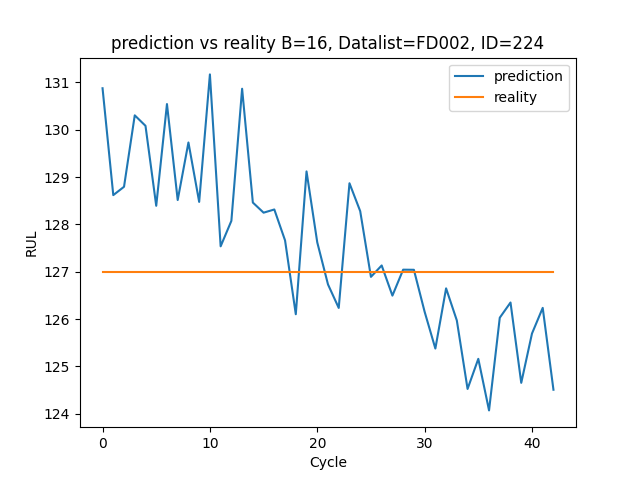 prediction vs reality B=16, Datalist=FD002, ID=224
prediction
reality
131
130
129
128
127
126
125
124
RUL
0
10
20
30
40
Cycle